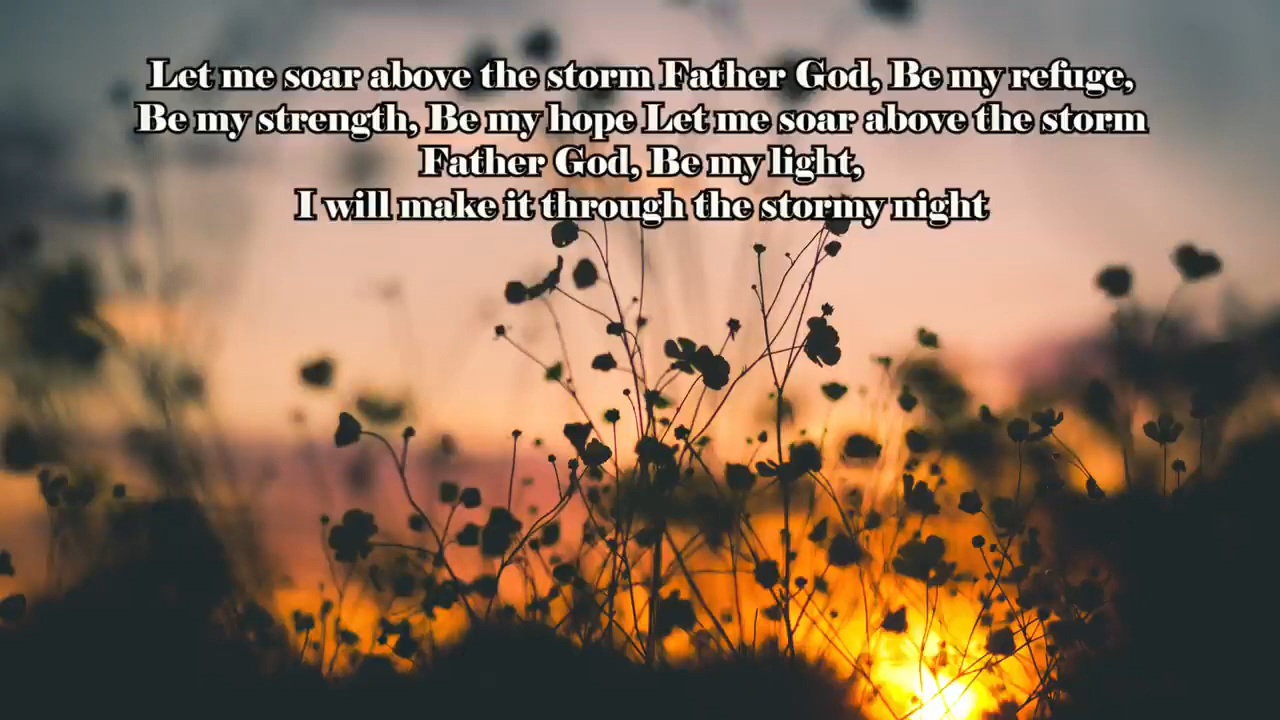 Let me soar above the storm Father God, Be my refuge,
Be my strength, Be my hope Let me soar above the storm
Father God, Be my light,
I will make it through the stormy night